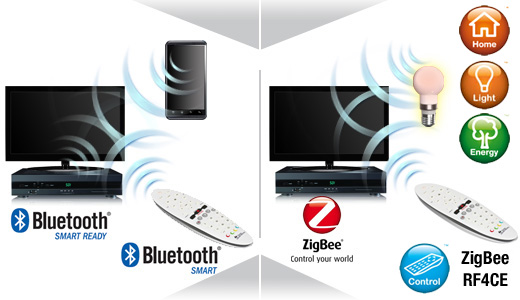 Bluetooth®
SMART READY
Bluetooth®
SMART
Home
Light
Energy
ZigBee®
Control your world
Control
ZigBee
RF4CE